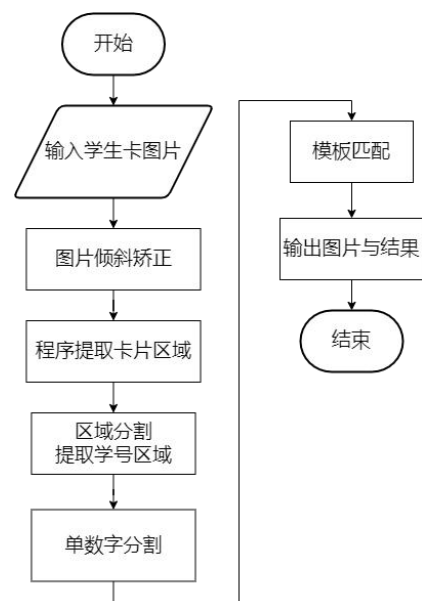 开始
输入学生卡图片
图片倾斜矫正
程序提取卡片区域
区域分割
提取学号区域
单数字分割
模板匹配
输出图片与结果
结束